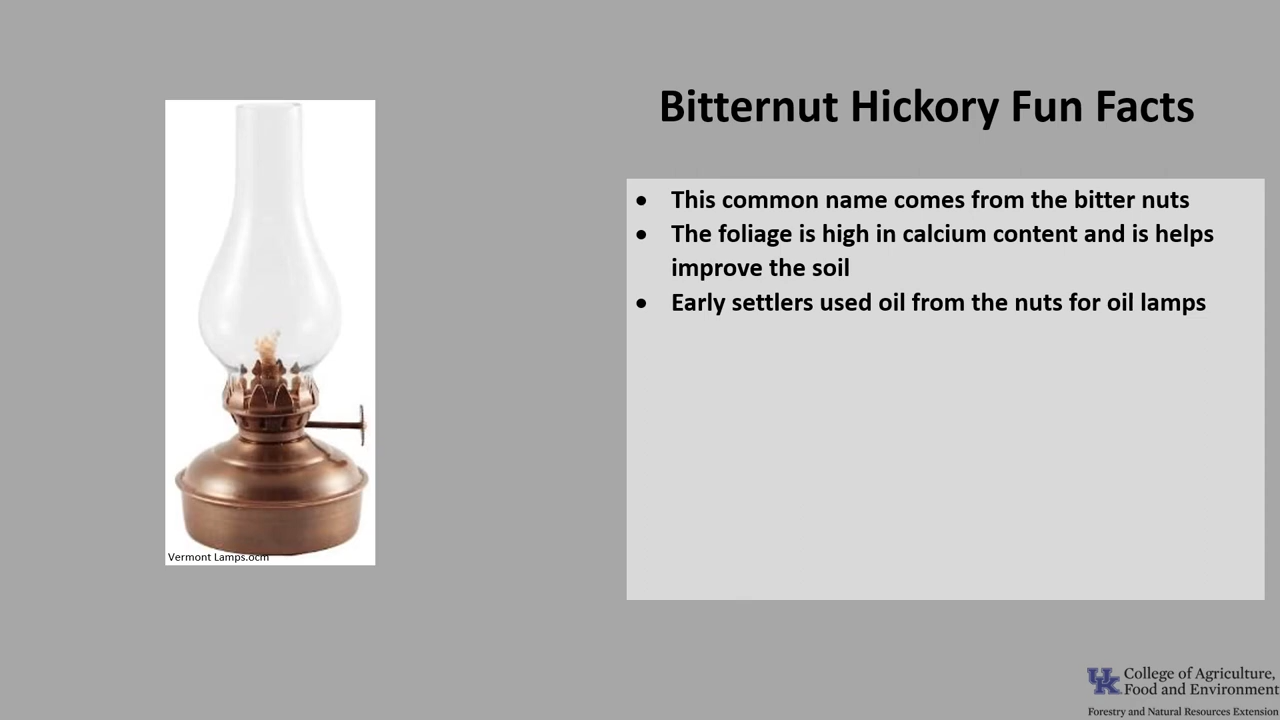 Bitternut Hickory Fun Facts
• This common name comes from the bitter nuts
• The foliage is high in calcium content and is helps
improve the soil
• Early settlers used oil from the nuts for oil lamps
Vermont Lamps.ocm
UK College of Agriculture,
Food and Environment
Forestry and Natural Resources Extension